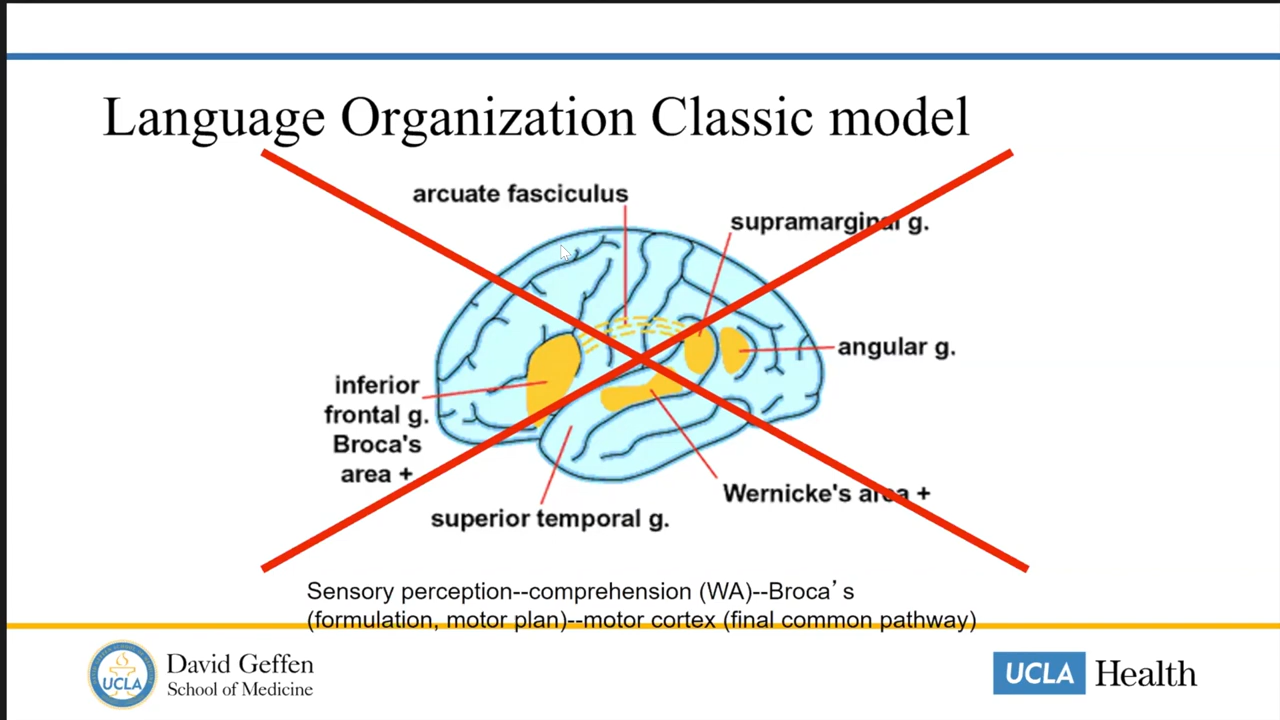 Language Organization Classic model
arcuate fasciculus
supramarginal g.
angular g.
inferior
frontal g.
Broca's
area +
Wernicke's area +
superior temporal g.
Sensory perception--comprehension (WA)--Broca’s
(formulation, motor plan)--motor cortex (final common pathway)
UCLA
David Geffen
School of Medicine
UCLA Health